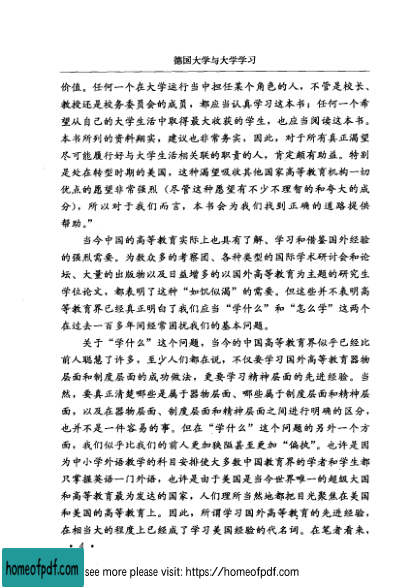 德国大学与大学学习
价值。任何一个在大学运行当中担任某个角色的人，不管是校长、
教授还是校务委员会的成员，都应当认真学习这本书；任何一个希
望从自己的大学生活中取得最大收获的学生，也应当阅读这本书。
本书所列的资料翔实，建议也非常务实，因此，对于所有真正渴望
尽可能履行好与大学生活相关联的职责的人，肯定颇有助益。特别
是处在转型时期的美国，这种渴望吸收其他国家高等教育机构一切
优点的愿望非常强烈（尽管这种愿望有不少不理智的和夸大的成
分），所以对于我们而言，本书会为我们找到正确的道路提供
帮助。”
当今中国的高等教育实际上也具有了解、学习和借鉴国外经验
的强烈需要。为数众多的考察团、各种类型的国际学术研讨会和论
坛、大量的出版物以及日益增多的以国外高等教育为主题的研究生
学位论文，都表明了这种“如饥似渴”的需要。但这些并不表明高
等教育界已经真正明白了我们应当“学什么”和“怎么学”这两个
在过去一百多年间经常困扰我们的基本问题。
关于“学什么”这个问题，当今的中国高等教育界似乎已经比
前人聪慧了许多，至少人们都在说，不仅要学习国外高等教育器物
层面和制度层面的成功做法，更要学习精神层面的先进经验。当
然，要真正清楚哪些是属于器物层面、哪些属于制度层面和精神层
面，以及在器物层面、制度层面和精神层面之间进行明确的区分，
也并不是一件容易的事。但在“学什么”这个问题的另外一个方
面，我们似乎比我们的前人更加狭隘甚至更加“偏执”。也许是因
为中小学外语教学的科目安排使大多数中国教育界的学者和学生都
只掌握英语一门外语，也许是由于美国是当今世界唯一的超级大国
和高等教育最为发达的国家，人们理所当然地都把目光聚焦在美国
和美国的高等教育上。因此，所谓学习国外高等教育的先进经验，
在相当大的程度上已经成了学习美国经验的代名词。在笔者看来，
· 4 ·
homeofpdf.com
see more please visit: https://homeofpdf.com